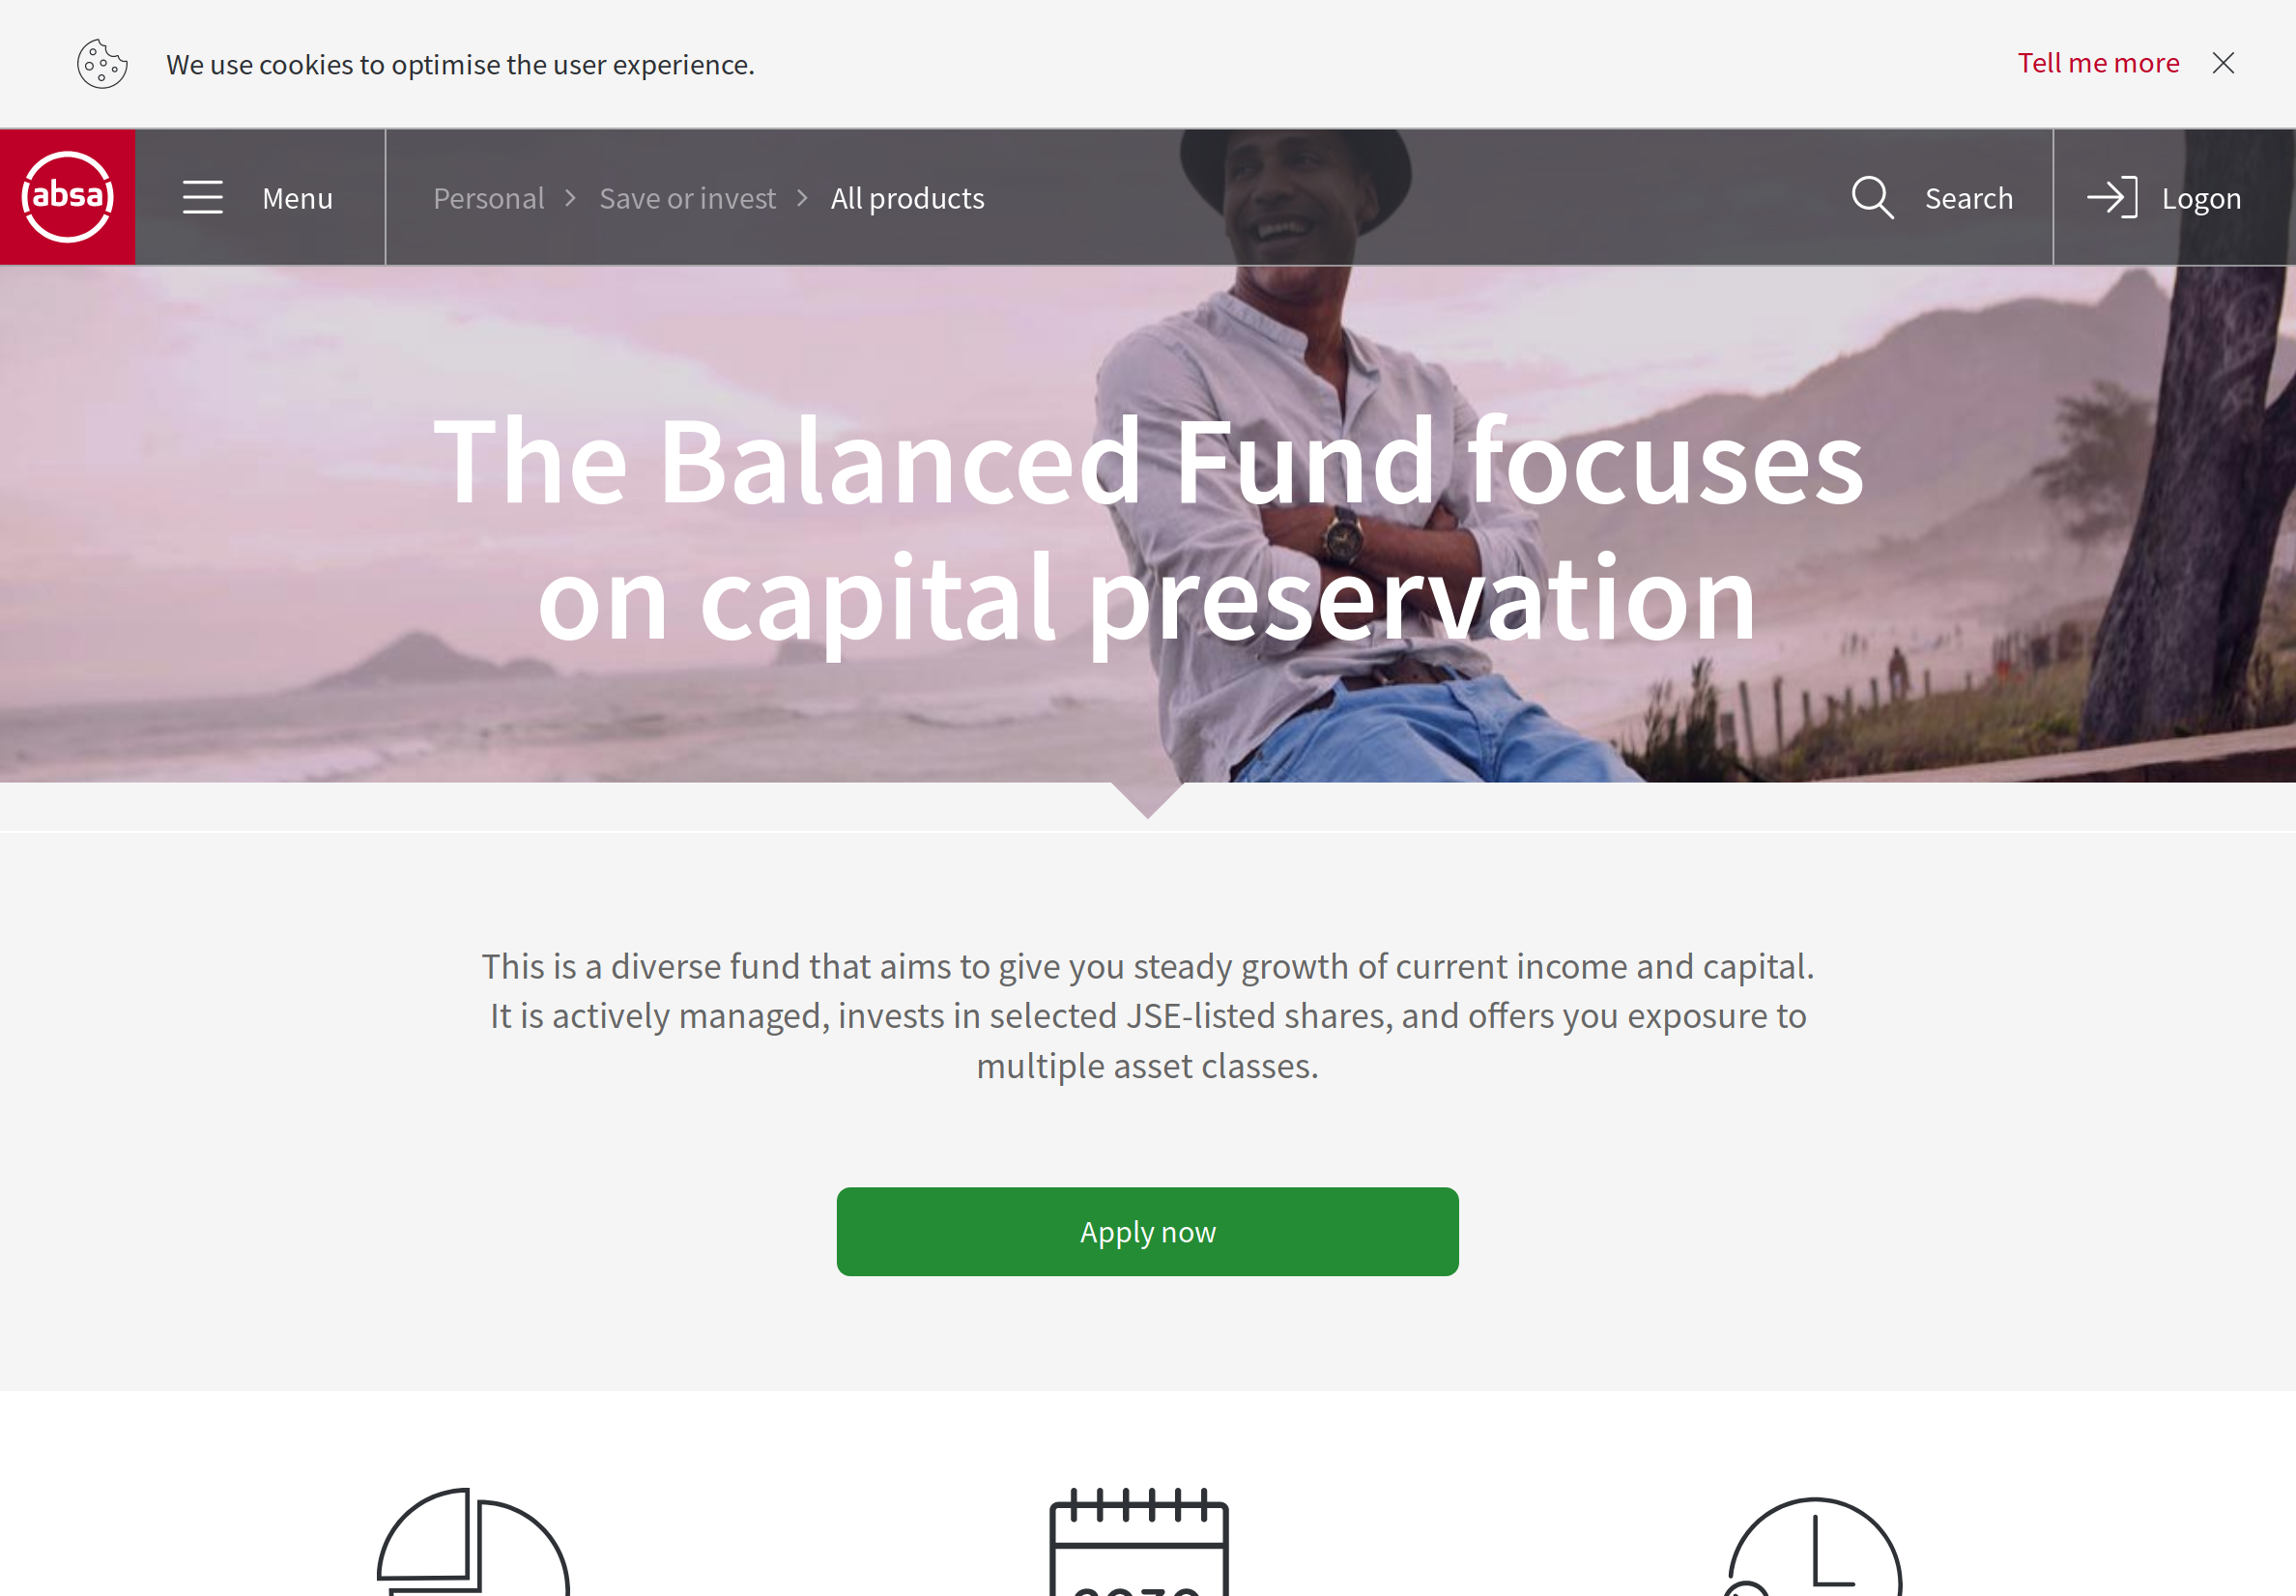 We use cookies to optimise the user experience.
Tell me more
absa
Menu
Personal
Save or invest
All products
Search
Logon
The Balanced Fund focuses
on capital preservation
This is a diverse fund that aims to give you steady growth of current income and capital.
It is actively managed, invests in selected JSE-listed shares, and offers you exposure to
multiple asset classes.
Apply now